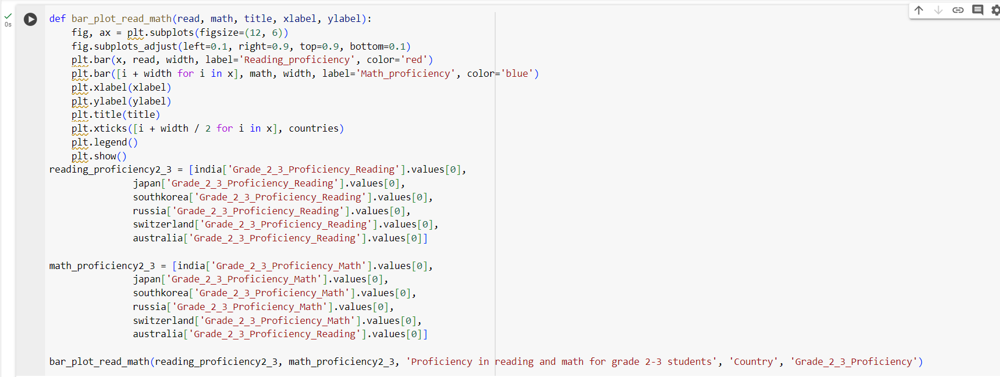 def bar_plot_read_math(read, math, title, xlabel, ylabel):
    fig, ax = plt.subplots(figsize=(12, 6))
    fig.subplots_adjust(left=0.1, right=0.9, top=0.9, bottom=0.1)
    plt.bar(x, read, width, label='Reading_proficiency', color='red')
    plt.bar([i + width for i in x], math, width, label='Math_proficiency', color='blue')
    plt.xlabel(xlabel)
    plt.ylabel(ylabel)
    plt.title(title)
    plt.xticks([i + width / 2 for i in x], countries)
    plt.legend()
    plt.show()
reading_proficiency2_3 = [india['Grade_2_3_Proficiency_Reading'].values[0],
               japan['Grade_2_3_Proficiency_Reading'].values[0],
               southkorea['Grade_2_3_Proficiency_Reading'].values[0],
               russia['Grade_2_3_Proficiency_Reading'].values[0],
               switzerland['Grade_2_3_Proficiency_Reading'].values[0],
               australia['Grade_2_3_Proficiency_Reading'].values[0]]

math_proficiency2_3 = [india['Grade_2_3_Proficiency_Math'].values[0],
               japan['Grade_2_3_Proficiency_Math'].values[0],
               southkorea['Grade_2_3_Proficiency_Math'].values[0],
               russia['Grade_2_3_Proficiency_Math'].values[0],
               switzerland['Grade_2_3_Proficiency_Math'].values[0],
               australia['Grade_2_3_Proficiency_Reading'].values[0]]

bar_plot_read_math(reading_proficiency2_3, math_proficiency2_3, 'Proficiency in reading and math for grade 2-3 students', 'Country', 'Grade_2_3_Proficiency')
0s